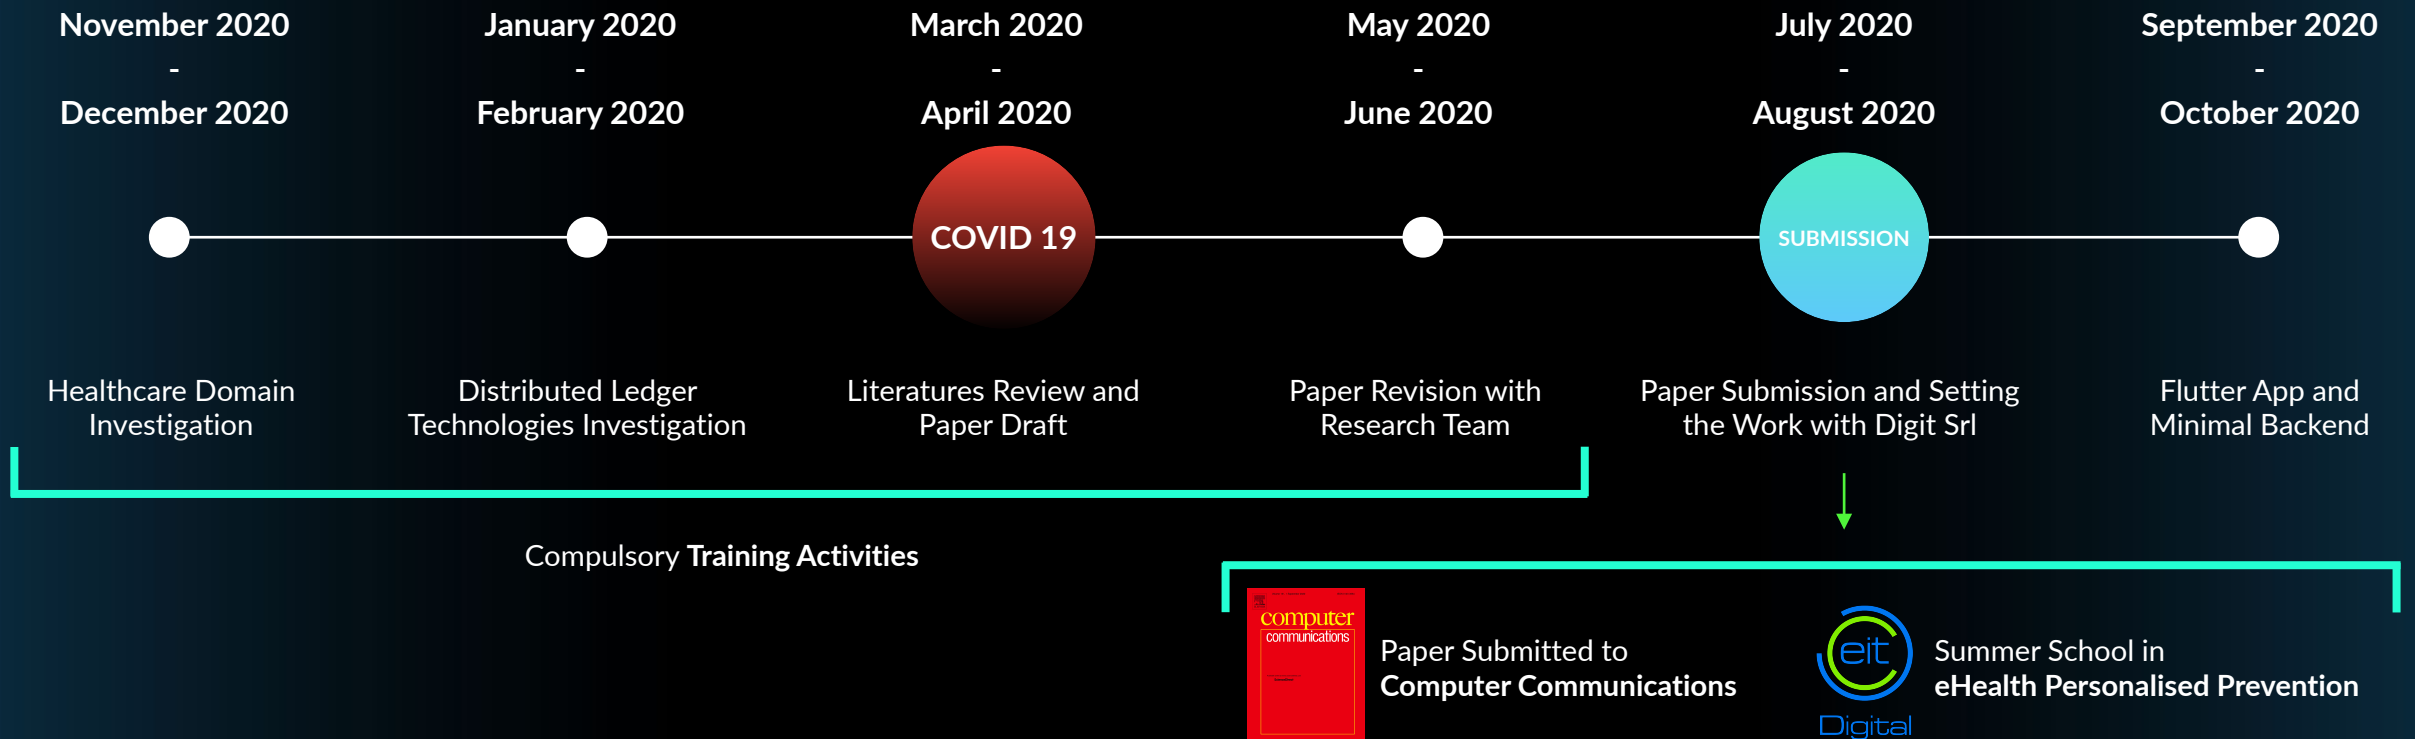 November 2020
-
December 2020
January 2020
-
February 2020
March 2020
-
April 2020
May 2020
-
June 2020
July 2020
-
August 2020
September 2020
-
October 2020
COVID 19
SUBMISSION
Healthcare Domain
Investigation
Distributed Ledger
Technologies Investigation
Literatures Review and
Paper Draft
Paper Revision with
Research Team
Paper Submission and Setting
the Work with Digit Srl
Flutter App and
Minimal Backend
Compulsory Training Activities
computer
communications
Paper Submitted to
Computer Communications
eit
Digital
Summer School in
eHealth Personalised Prevention